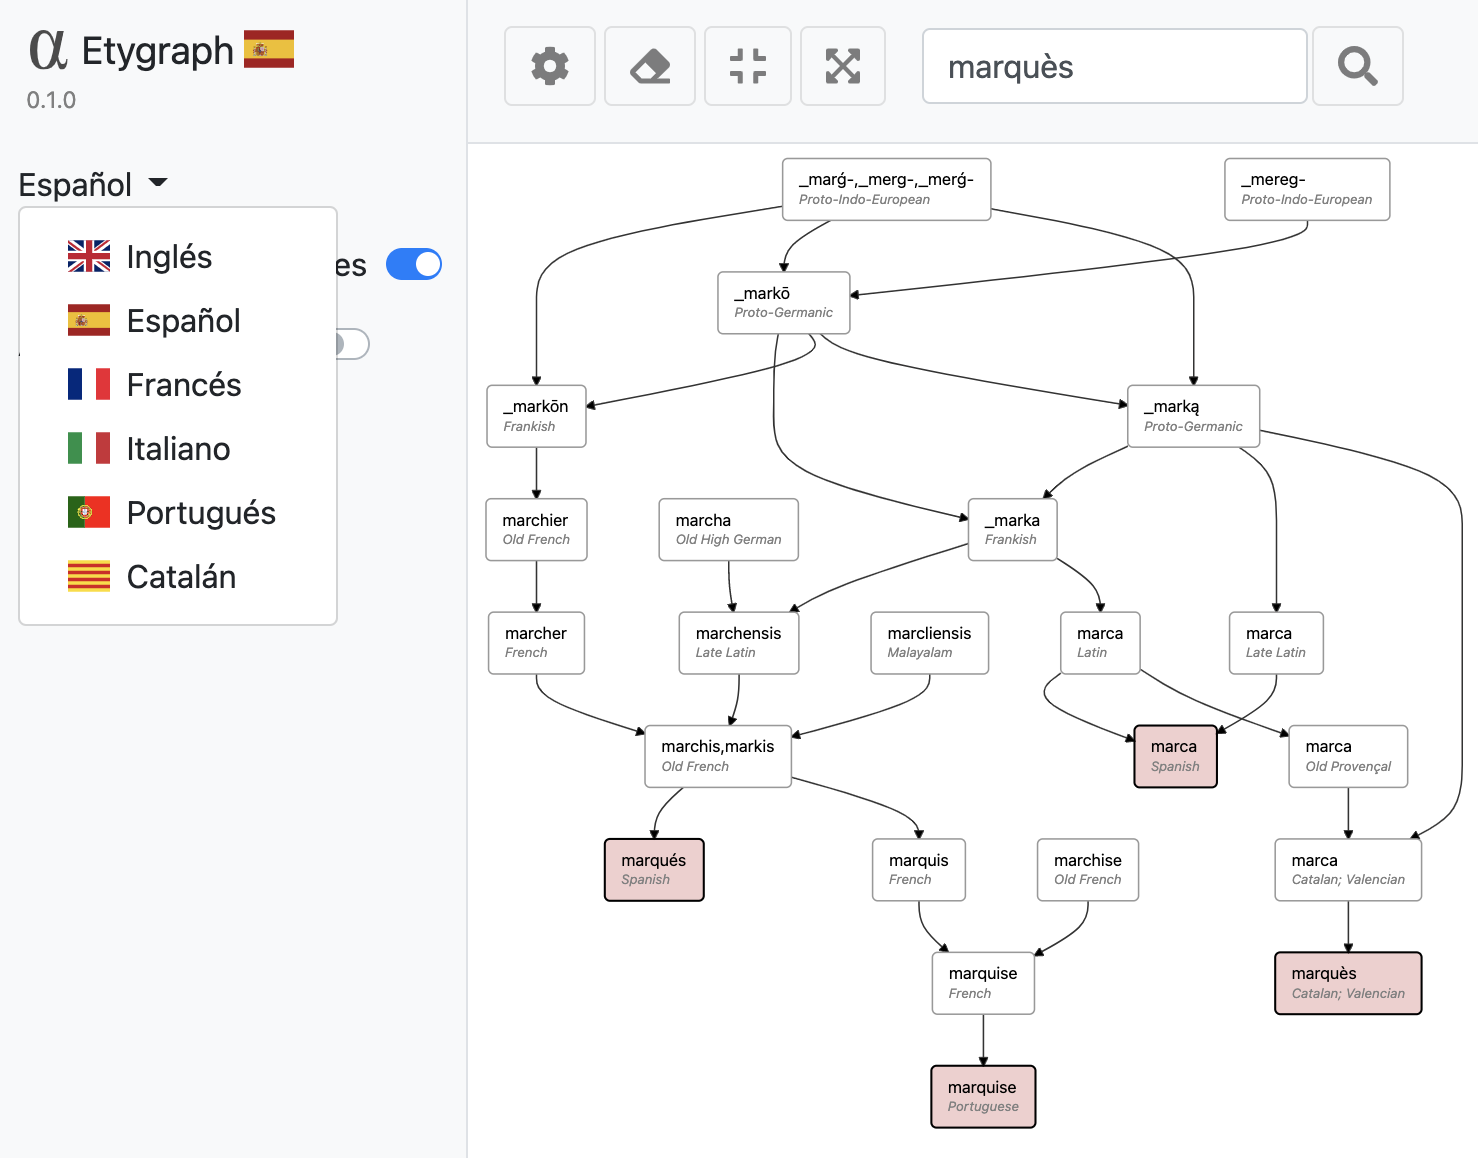 α Etygraph
0.1.0
Español
Inglés
Español
Francés
Italiano
Portugués
Catalán
es
marquès
_marǵ-,_merg-,_merǵ-
Proto-Indo-European
_mereg-
Proto-Indo-European
_markō
Proto-Germanic
_markōn
Frankish
_marką
Proto-Germanic
marchier
Old French
marcha
Old High German
_marka
Frankish
marcher
French
marchensis
Late Latin
marcliensis
Malayalam
marca
Latin
marca
Late Latin
marchis,markis
Old French
marca
Spanish
marca
Old Provençal
marqués
Spanish
marquis
French
marchise
Old French
marca
Catalan; Valencian
marquise
French
marquès
Catalan; Valencian
marquise
Portuguese